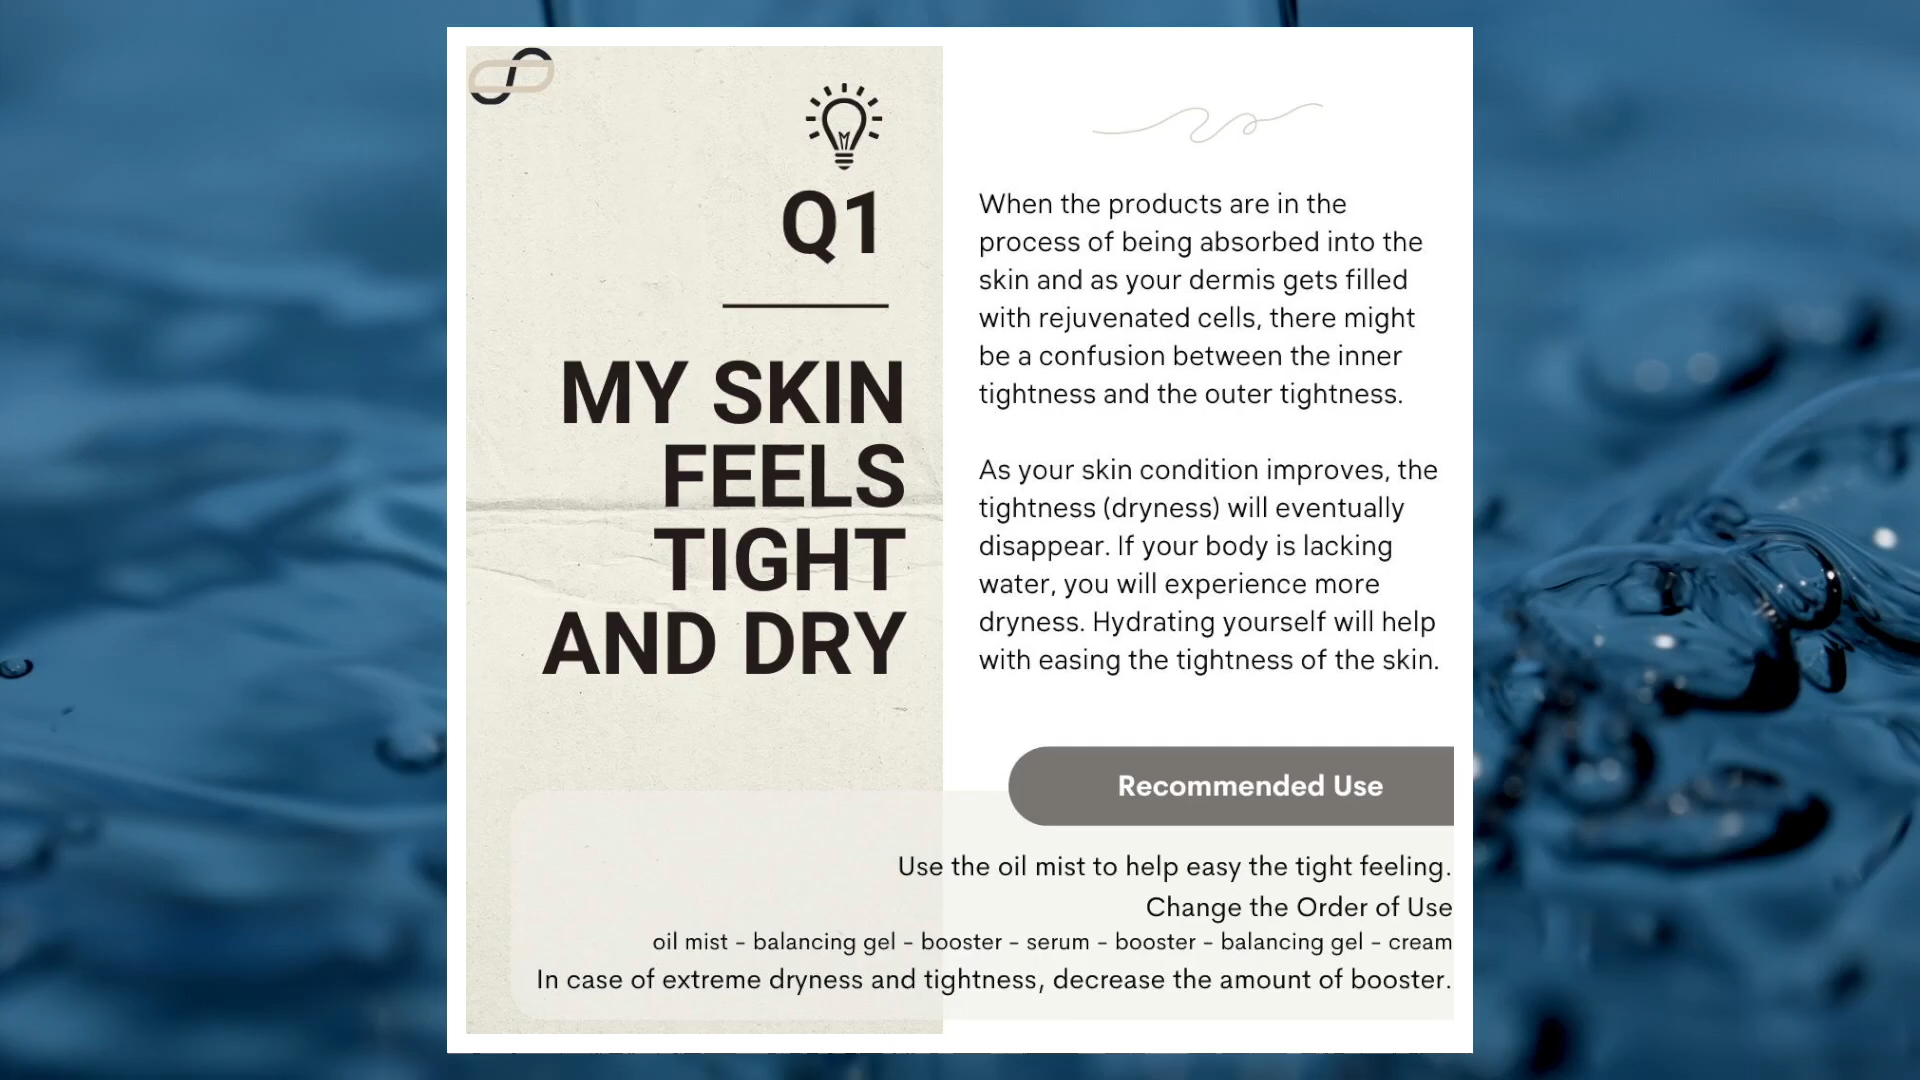 Q1
MY SKIN
FEELS
TIGHT
AND DRY
When the products are in the
process of being absorbed into the
skin and as your dermis gets filled
with rejuvenated cells, there might
be a confusion between the inner
tightness and the outer tightness.
As your skin condition improves, the
tightness (dryness) will eventually
disappear. If your body is lacking
water, you will experience more
dryness. Hydrating yourself will help
with easing the tightness of the skin.
Recommended Use
Use the oil mist to help easy the tight feeling.
Change the Order of Use
oil mist - balancing gel - booster - serum - booster - balancing gel - cream
In case of extreme dryness and tightness, decrease the amount of booster.